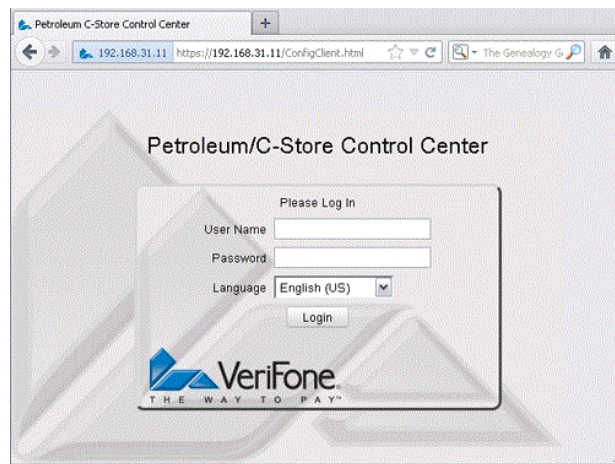 Petroleum C-Store Control Center
+
192.168.31.11 https://192.168.31.11/ConfigClient.html
The Genealogy G
Petroleum/C-Store Control Center
Please Log In
User Name
Password
Language English (US)
Login
VeriFone.
THE WAY TO PAY™